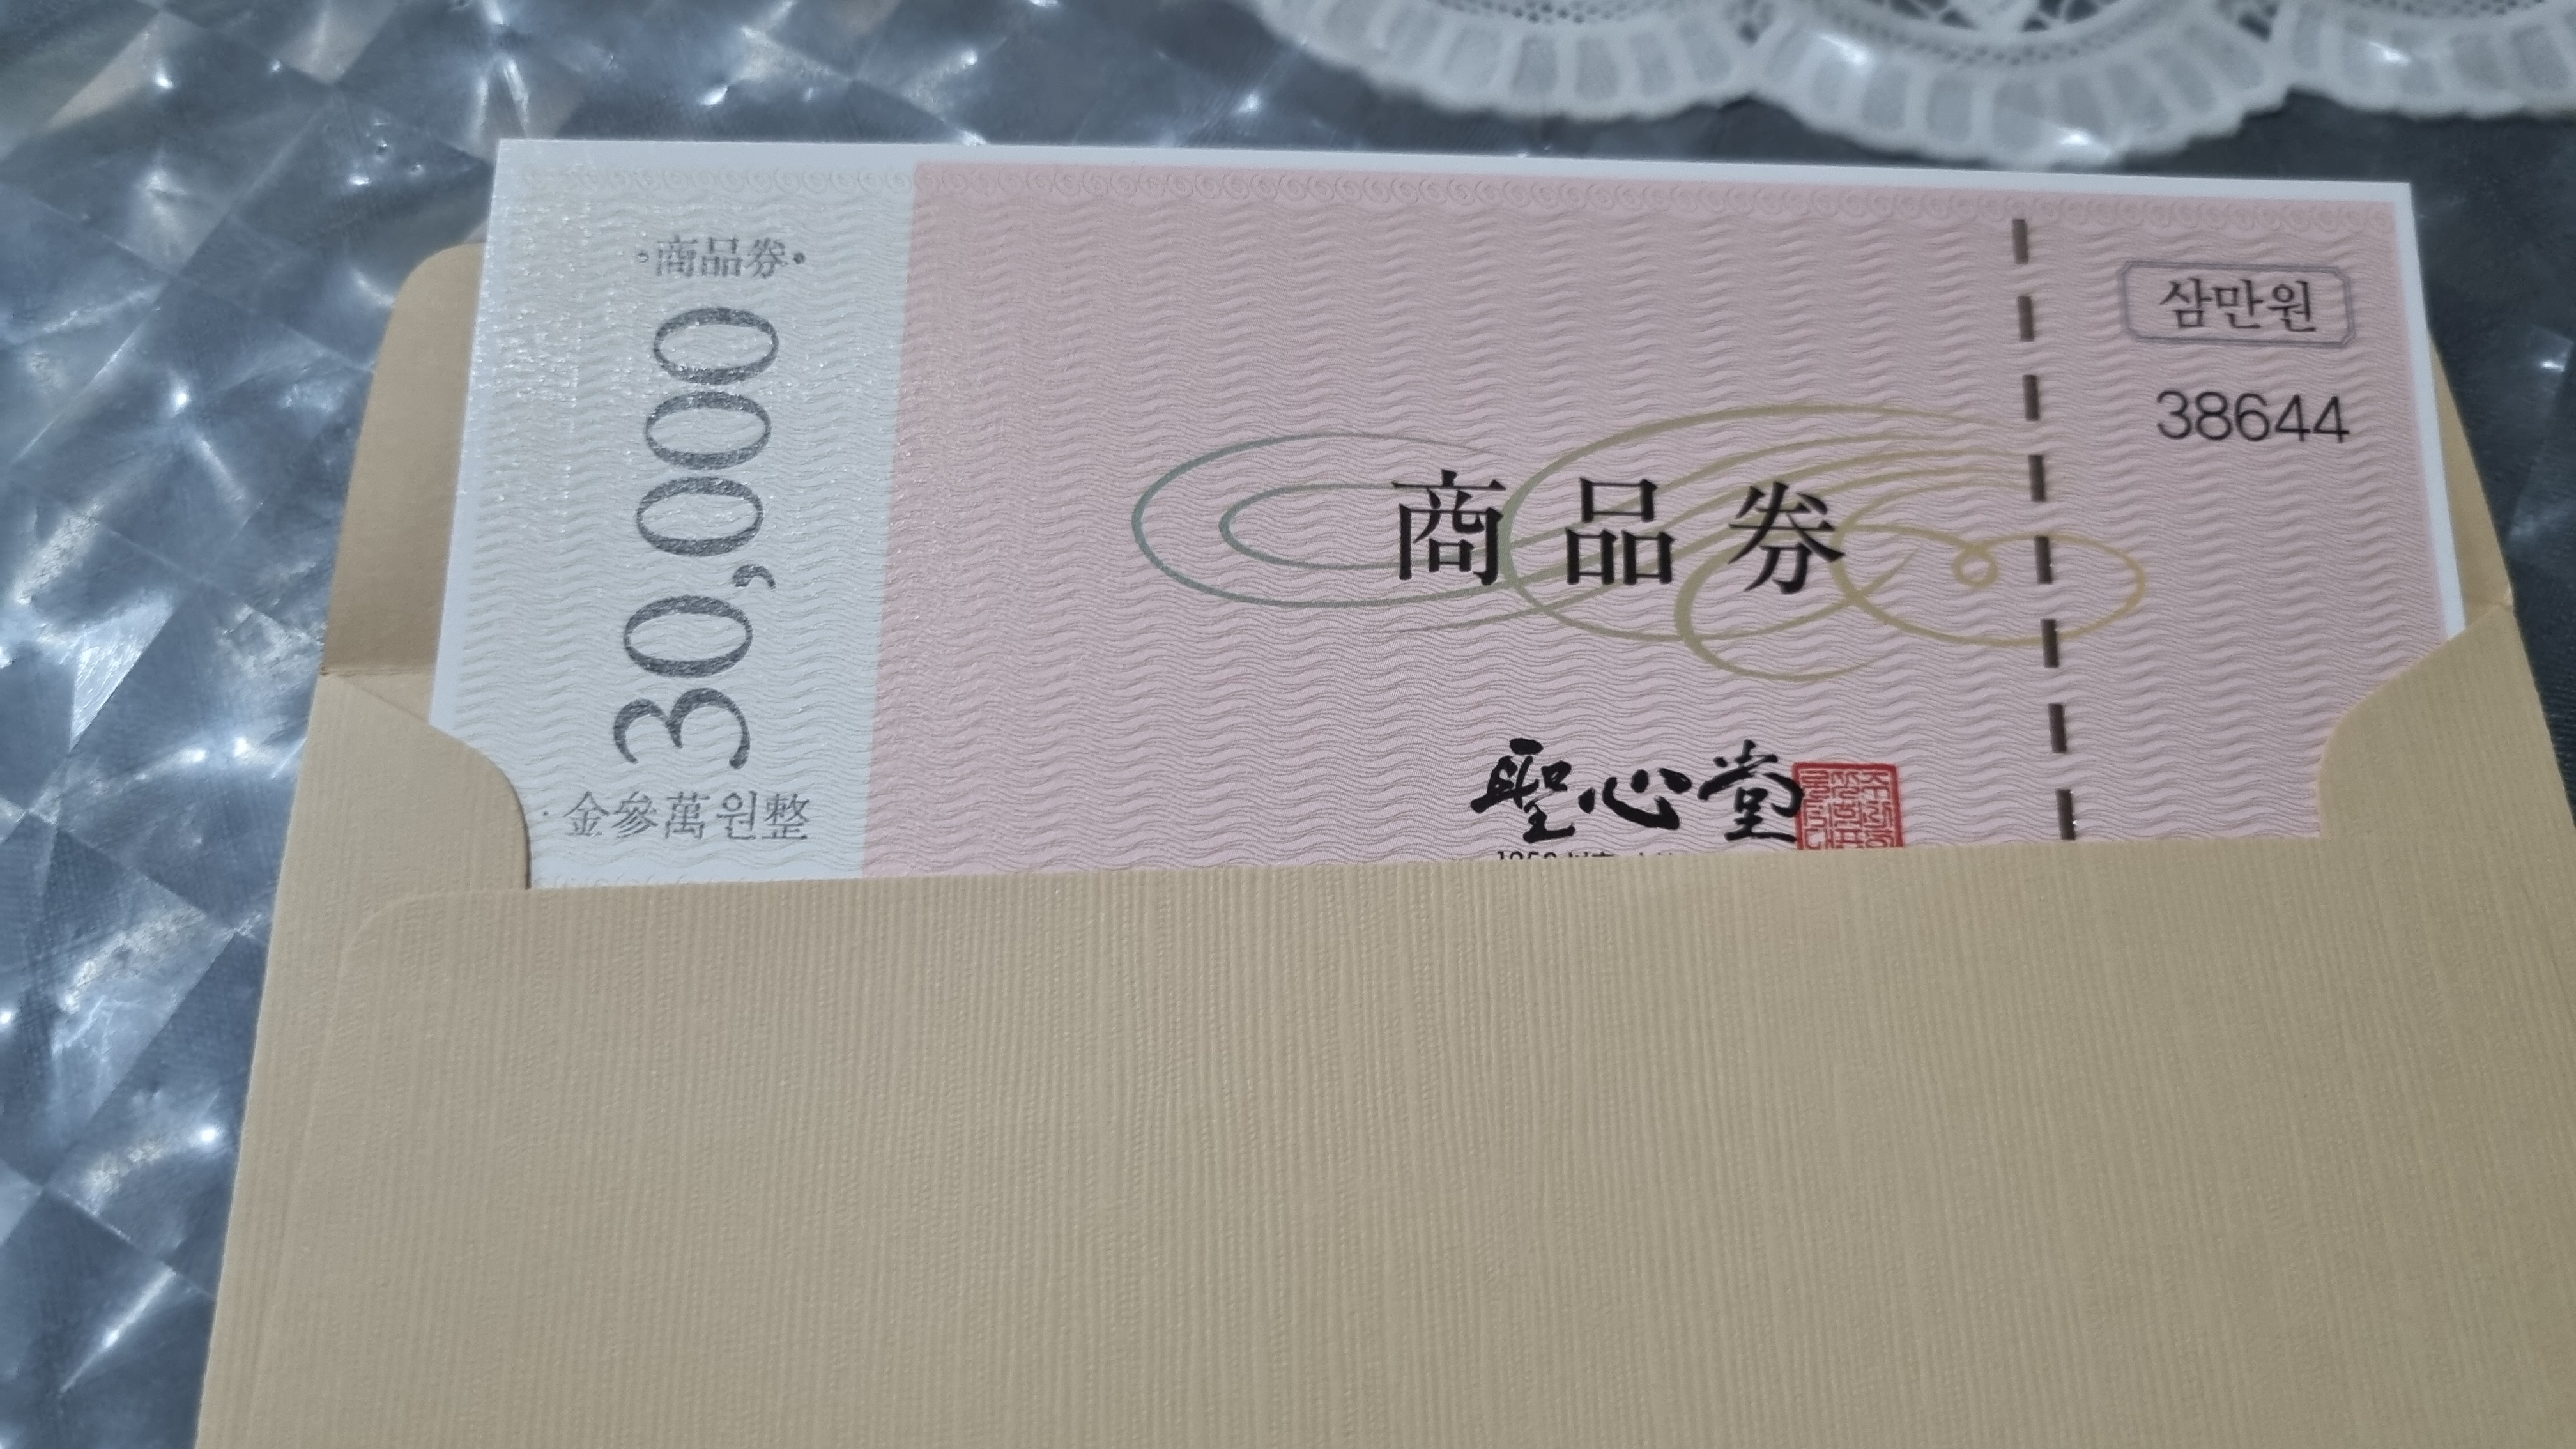 ·商品券·
30,000
·金參萬원整
商品券
聖心堂
삼만원
38644